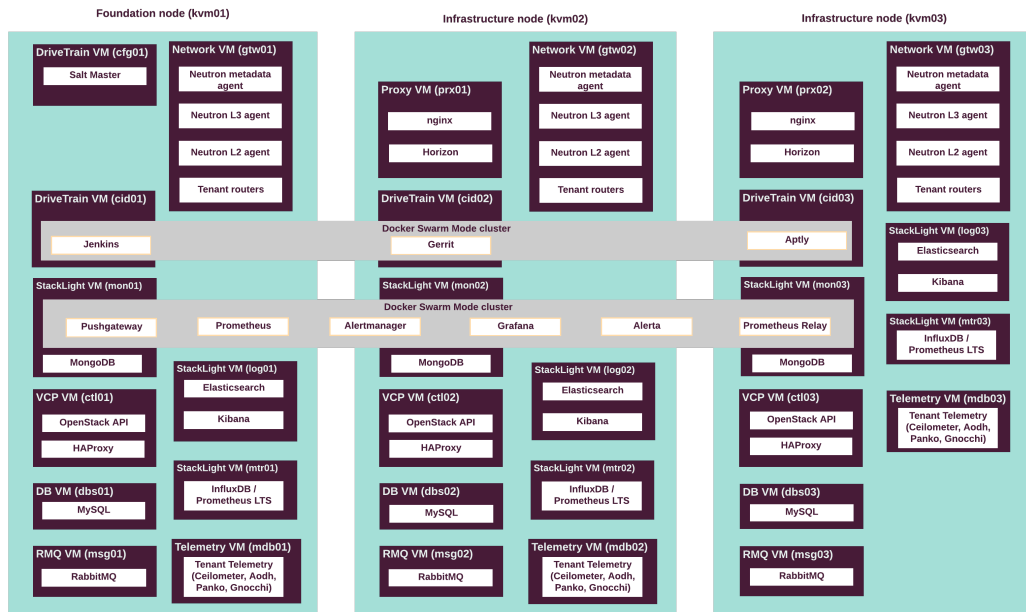 Foundation node (kvm01)
DriveTrain VM (cfg01)
Salt Master
Network VM (gtw01)
Neutron metadata
agent
Neutron L3 agent
Neutron L2 agent
Tenant routers
DriveTrain VM (cid01)
Jenkins
StackLight VM (mon01)
Pushgateway
Prometheus
MongoDB
StackLight VM (log01)
Elasticsearch
Kibana
VCP VM (ctl01)
OpenStack API
HAProxy
StackLight VM (mtr01)
InfluxDB /
Prometheus LTS
DB VM (dbs01)
MySQL
RMQ VM (msg01)
RabbitMQ
Telemetry VM (mdb01)
Tenant Telemetry
(Ceilometer, Aodh,
Panko, Gnocchi)
Infrastructure node (kvm02)
Proxy VM (prx01)
nginx
Horizon
Network VM (gtw02)
Neutron metadata
agent
Neutron L3 agent
Neutron L2 agent
Tenant routers
DriveTrain VM (cid02)
Docker Swarm Mode cluster
Gerrit
StackLight VM (mon02)
Docker Swarm Mode cluster
Alertmanager
Grafana
Alerta
MongoDB
StackLight VM (log02)
Elasticsearch
Kibana
VCP VM (ctl02)
OpenStack API
HAProxy
StackLight VM (mtr02)
InfluxDB /
Prometheus LTS
DB VM (dbs02)
MySQL
RMQ VM (msg02)
RabbitMQ
Telemetry VM (mdb02)
Tenant Telemetry
(Ceilometer, Aodh,
Panko, Gnocchi)
Infrastructure node (kvm03)
Proxy VM (prx02)
nginx
Horizon
Network VM (gtw03)
Neutron metadata
agent
Neutron L3 agent
Neutron L2 agent
Tenant routers
DriveTrain VM (cid03)
Aptly
StackLight VM (log03)
Elasticsearch
Kibana
StackLight VM (mon03)
Prometheus Relay
MongoDB
StackLight VM (mtr03)
InfluxDB /
Prometheus LTS
VCP VM (ctl03)
OpenStack API
HAProxy
Telemetry VM (mdb03)
Tenant Telemetry
(Ceilometer, Aodh,
Panko, Gnocchi)
DB VM (dbs03)
MySQL
RMQ VM (msg03)
RabbitMQ